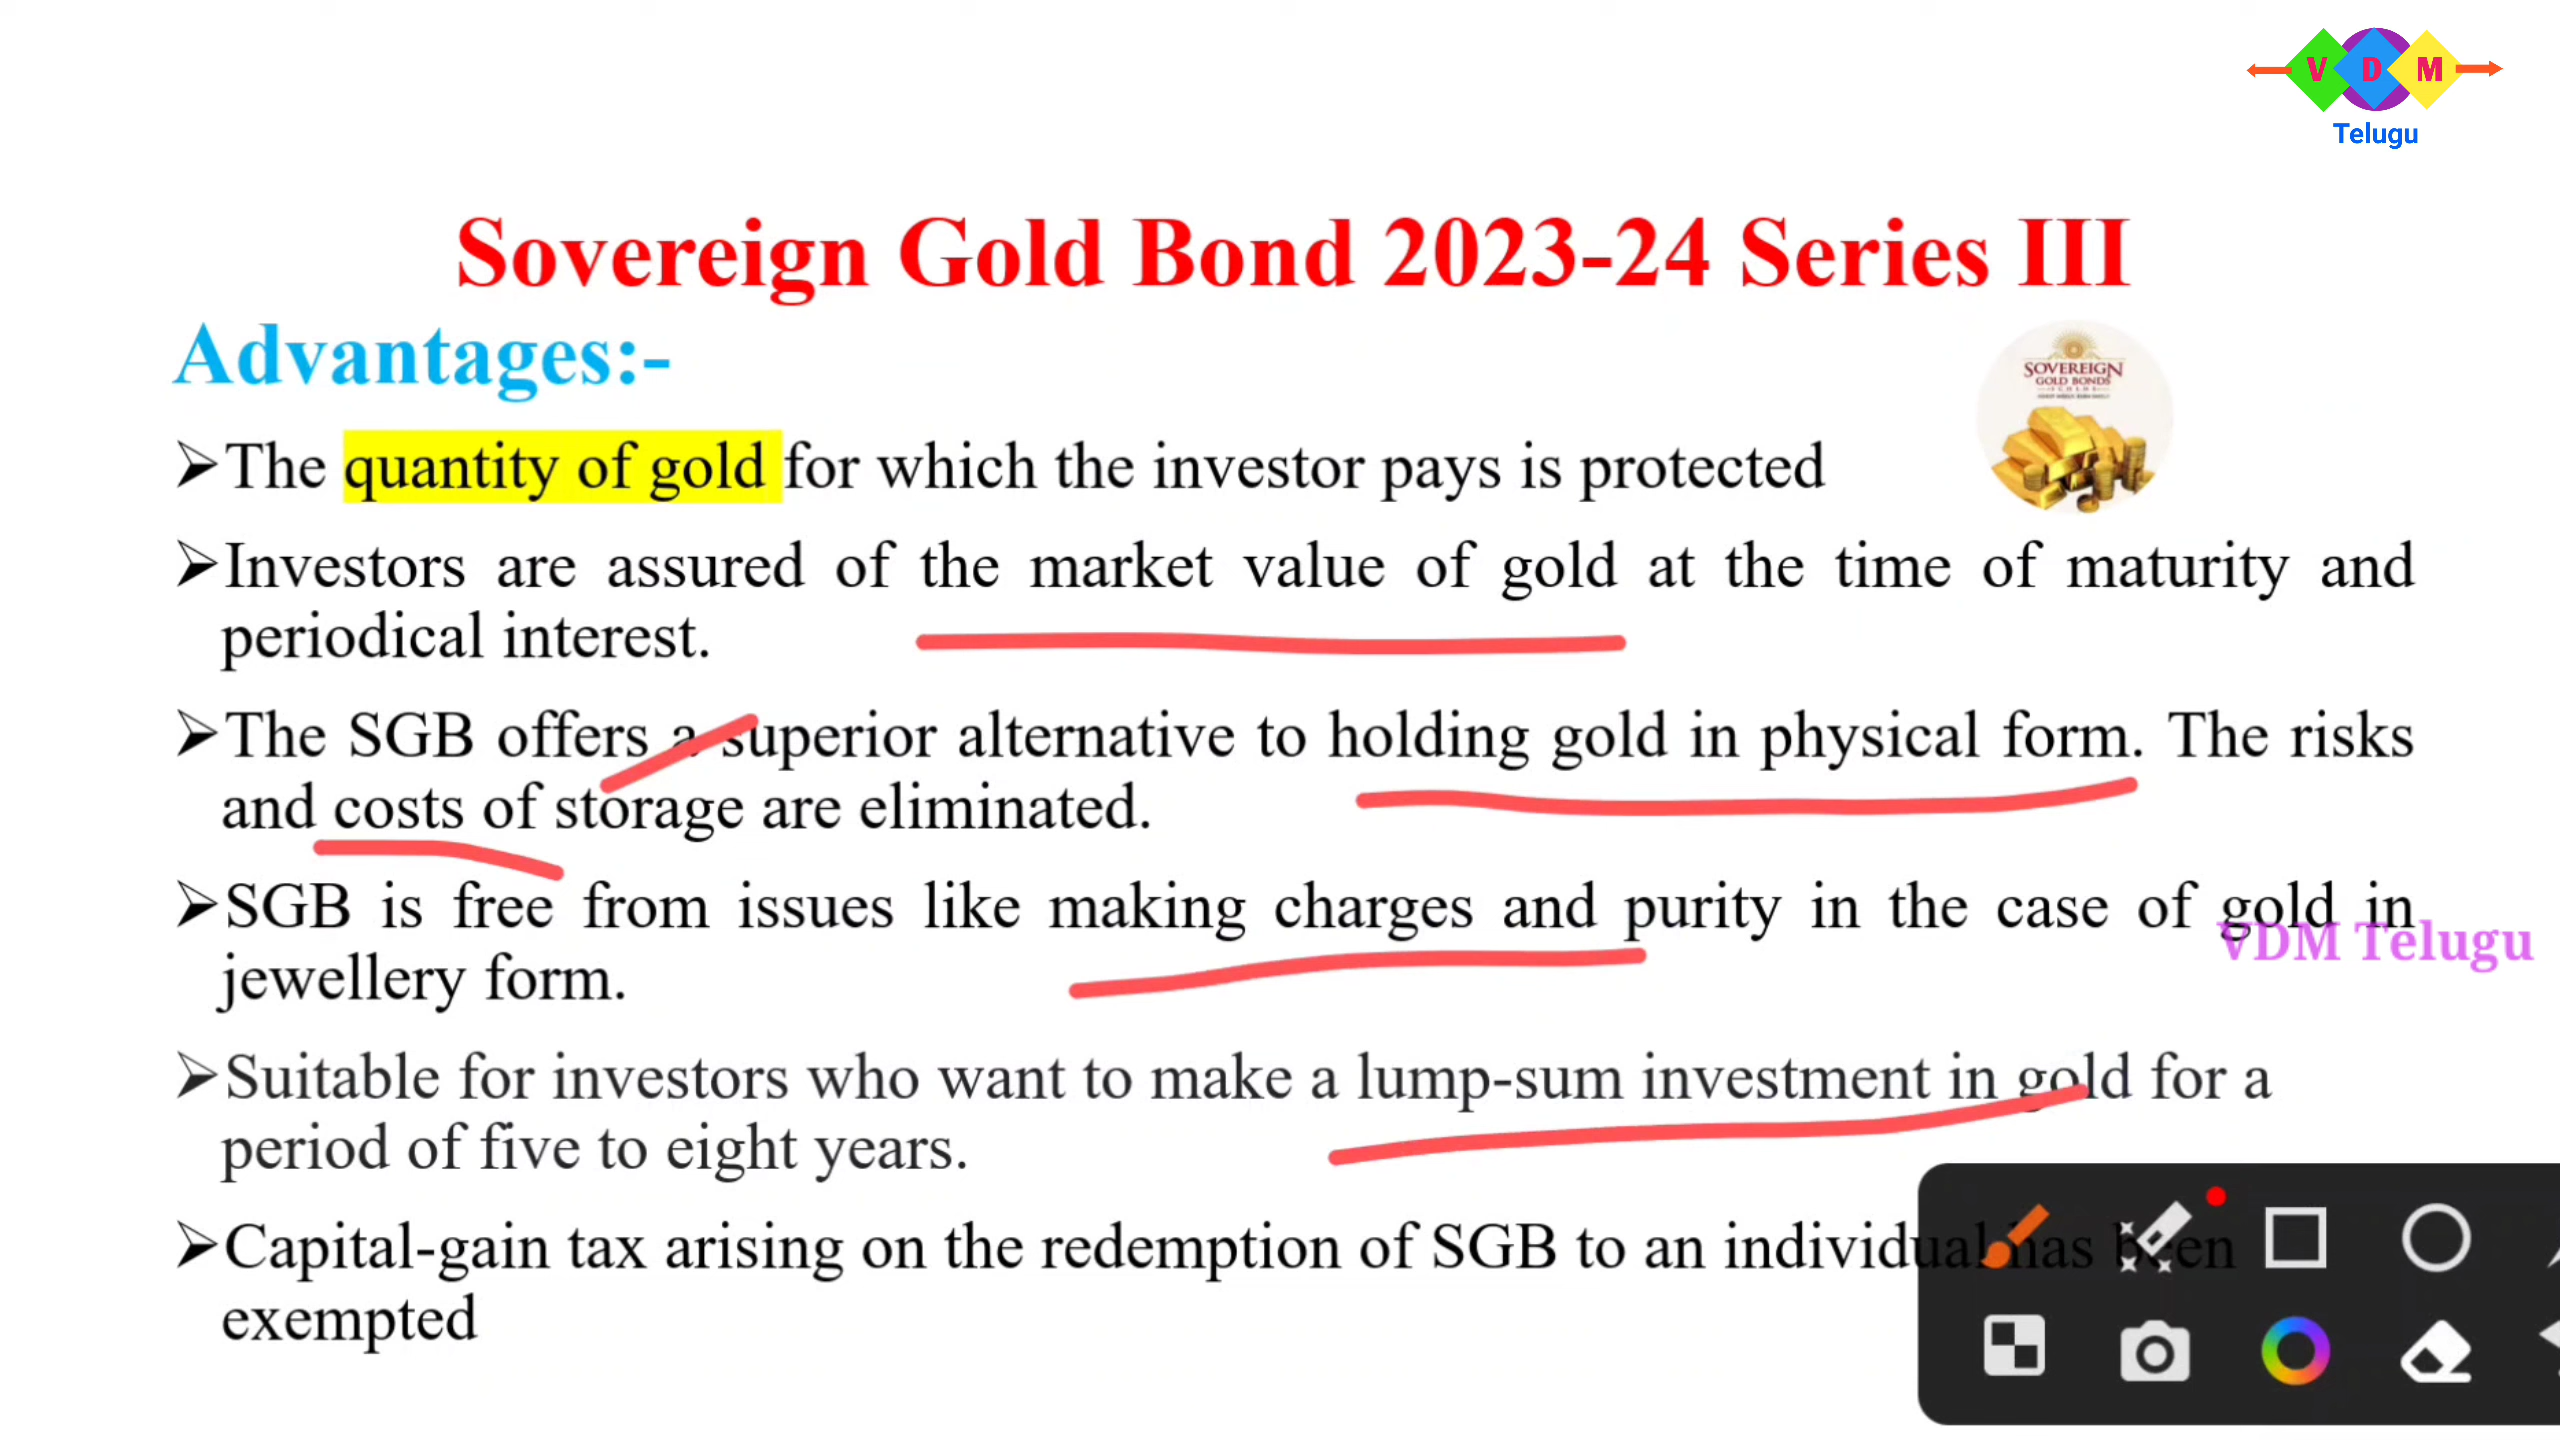 V D M
Telugu
Sovereign Gold Bond 2023-24 Series III
Advantages:-
SOVEREIGN
GOLD BONDS
➢The quantity of gold for which the investor pays is protected
➢Investors are assured of the market value of gold at the time of maturity and
periodical interest.
➢The SGB offers a superior alternative to holding gold in physical form. The risks
and costs of storage are eliminated.
➢SGB is free from issues like making charges and purity in the case of gold in
jewellery form.
VDM Telugu
➢Suitable for investors who want to make a lump-sum investment in gold for a
period of five to eight years.
➢Capital-gain tax arising on the redemption of SGB to an individual has been
exempted